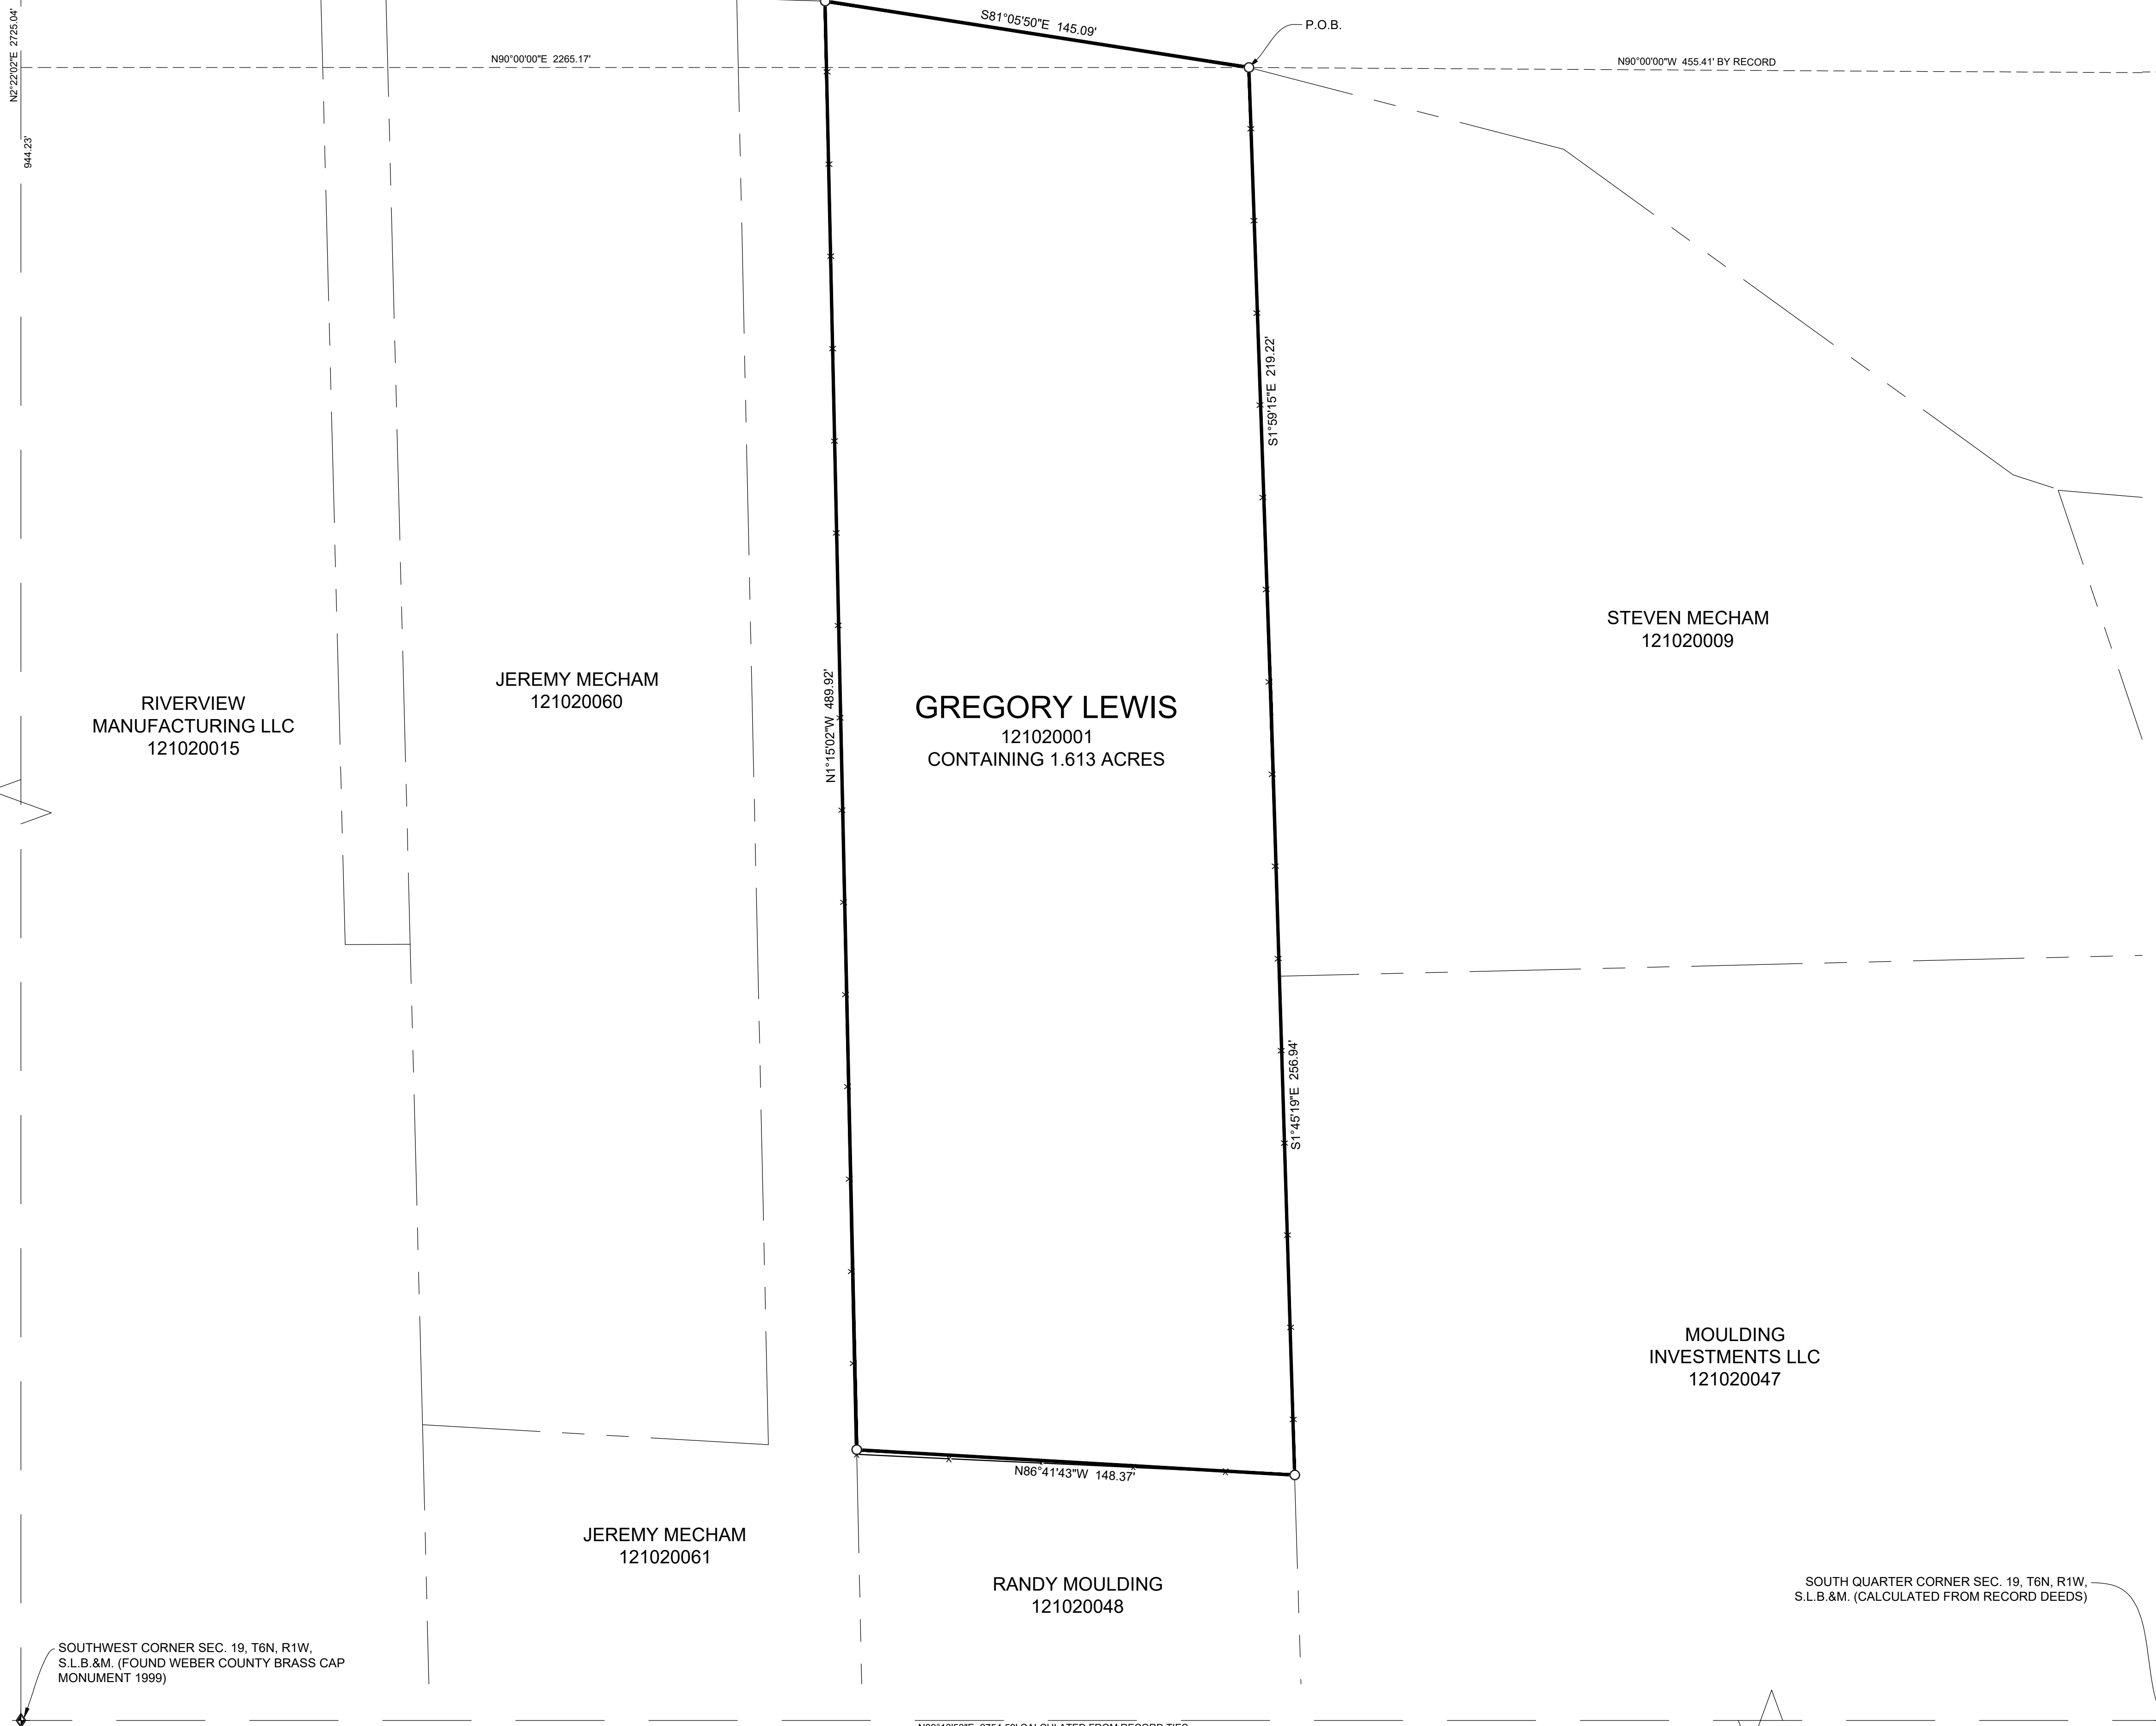 N2°22'02"E 2725.04'
944.23'
S81°05'50"E 145.09'
P.O.B.
N90°00'00"E 2265.17'
N90°00'00"W 455.41' BY RECORD
S1°59'15"E 219.22'
N1°15'02"W 489.92'
RIVERVIEW
MANUFACTURING LLC
121020015
JEREMY MECHAM
121020060
GREGORY LEWIS
121020001
CONTAINING 1.613 ACRES
STEVEN MECHAM
121020009
S1°45'19"E 256.94'
MOULDING
INVESTMENTS LLC
121020047
N86°41'43"W 148.37'
JEREMY MECHAM
121020061
RANDY MOULDING
121020048
SOUTH QUARTER CORNER SEC. 19, T6N, R1W,
S.L.B.&M. (CALCULATED FROM RECORD DEEDS)
SOUTHWEST CORNER SEC. 19, T6N, R1W,
S.L.B.&M. (FOUND WEBER COUNTY BRASS CAP
MONUMENT 1999)
CALCULATED FROM RECORD TIES